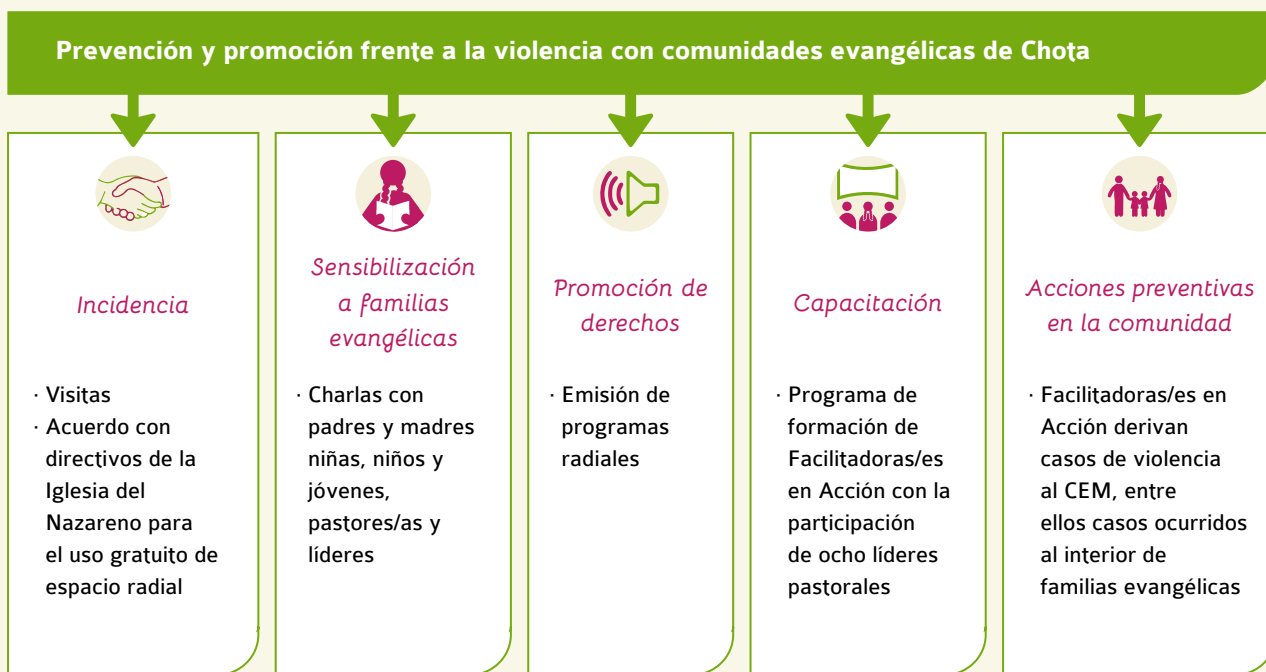 Prevención y promoción frente a la violencia con comunidades evangélicas de Chota
Incidencia
· Visitas
· Acuerdo con
directivos de la
Iglesia del
Nazareno para
el uso gratuito de
espacio radial
Sensibilización
a familias
evangélicas
· Charlas con
padres y madres
niñas, niños y
jóvenes,
pastores/as y
líderes
Promoción de
derechos
· Emisión de
programas
radiales
Capacitación
· Programa de
formación de
Facilitadoras/es
en Acción con la
participación
de ocho líderes
pastorales
Acciones preventivas
en la comunidad
· Facilitadoras/es en
Acción derivan
casos de violencia
al CEM, entre
ellos casos ocurridos
al interior de
familias evangélicas